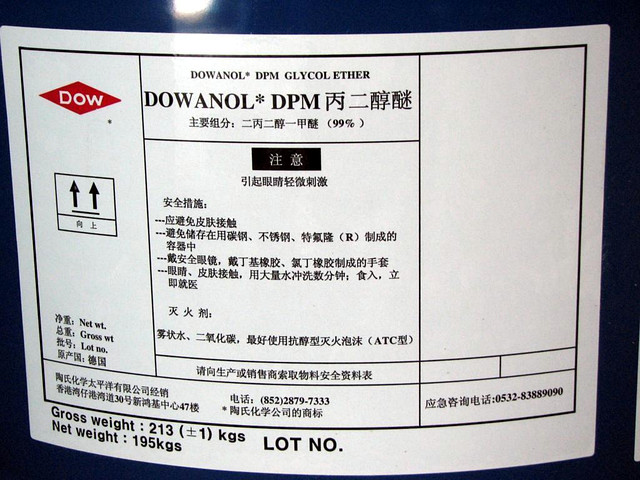 DOWANOL* DPM GLYCOL ETHER
DOW
DOWANOL* DPM 丙二醇醚
主要组分：二丙二醇一甲醚（99%）
注意
引起眼睛轻微刺激
安全措施：
---应避免皮肤接触
---避免储存在用碳钢、不锈钢、特氟隆（R）制成的
容器中
---戴安全眼镜，戴丁基橡胶、氯丁橡胶制成的手套
---眼睛、皮肤接触，用大量水冲洗数分钟；食入，立
即就医
向上
灭火剂：
雾状水、二氧化碳，最好使用抗醇型灭火泡沫（ATC型）
净重：Net wt.
总重：Gross wt
批号：Lot no.
原产国：德国
请向生产或销售商索取物料安全资料表
陶氏化学太平洋有限公司经销
香港湾仔港湾道30号新鸿基中心47楼
电话：(852)2879-7333
*陶氏化学公司的商标
应急咨询电话:0532-83889090
Gross weight : 213 (±1) kgs
Net weight : 195kgs
LOT NO.